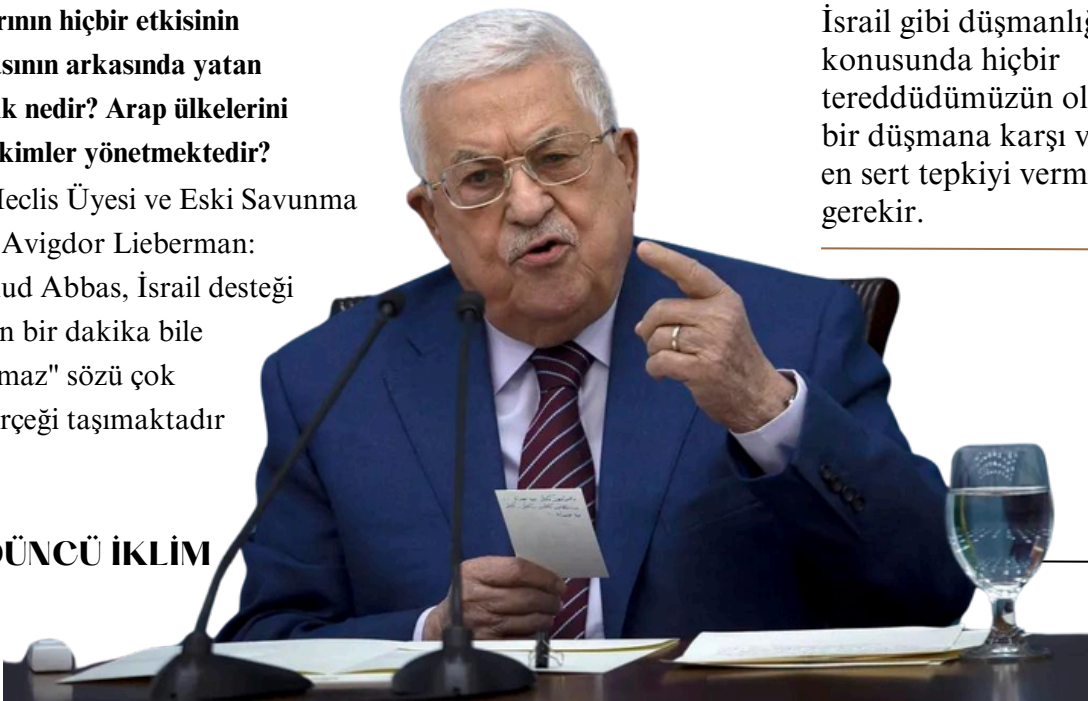 rının hiçbir etkisinin
asının arkasında yatan
k nedir? Arap ülkelerini
kimler yönetmektedir?
Meclis Üyesi ve Eski Savunma
Avigdor Lieberman:
ud Abbas, İsrail desteği
n bir dakika bile
maz" sözü çok
rçeği taşımaktadır
DÜNCÜ İKLİM
İsrail gibi düşmanlığ
konusunda hiçbir
tereddüdümüzün ol
bir düşmana karşı v
en sert tepkiyi verm
gerekir.